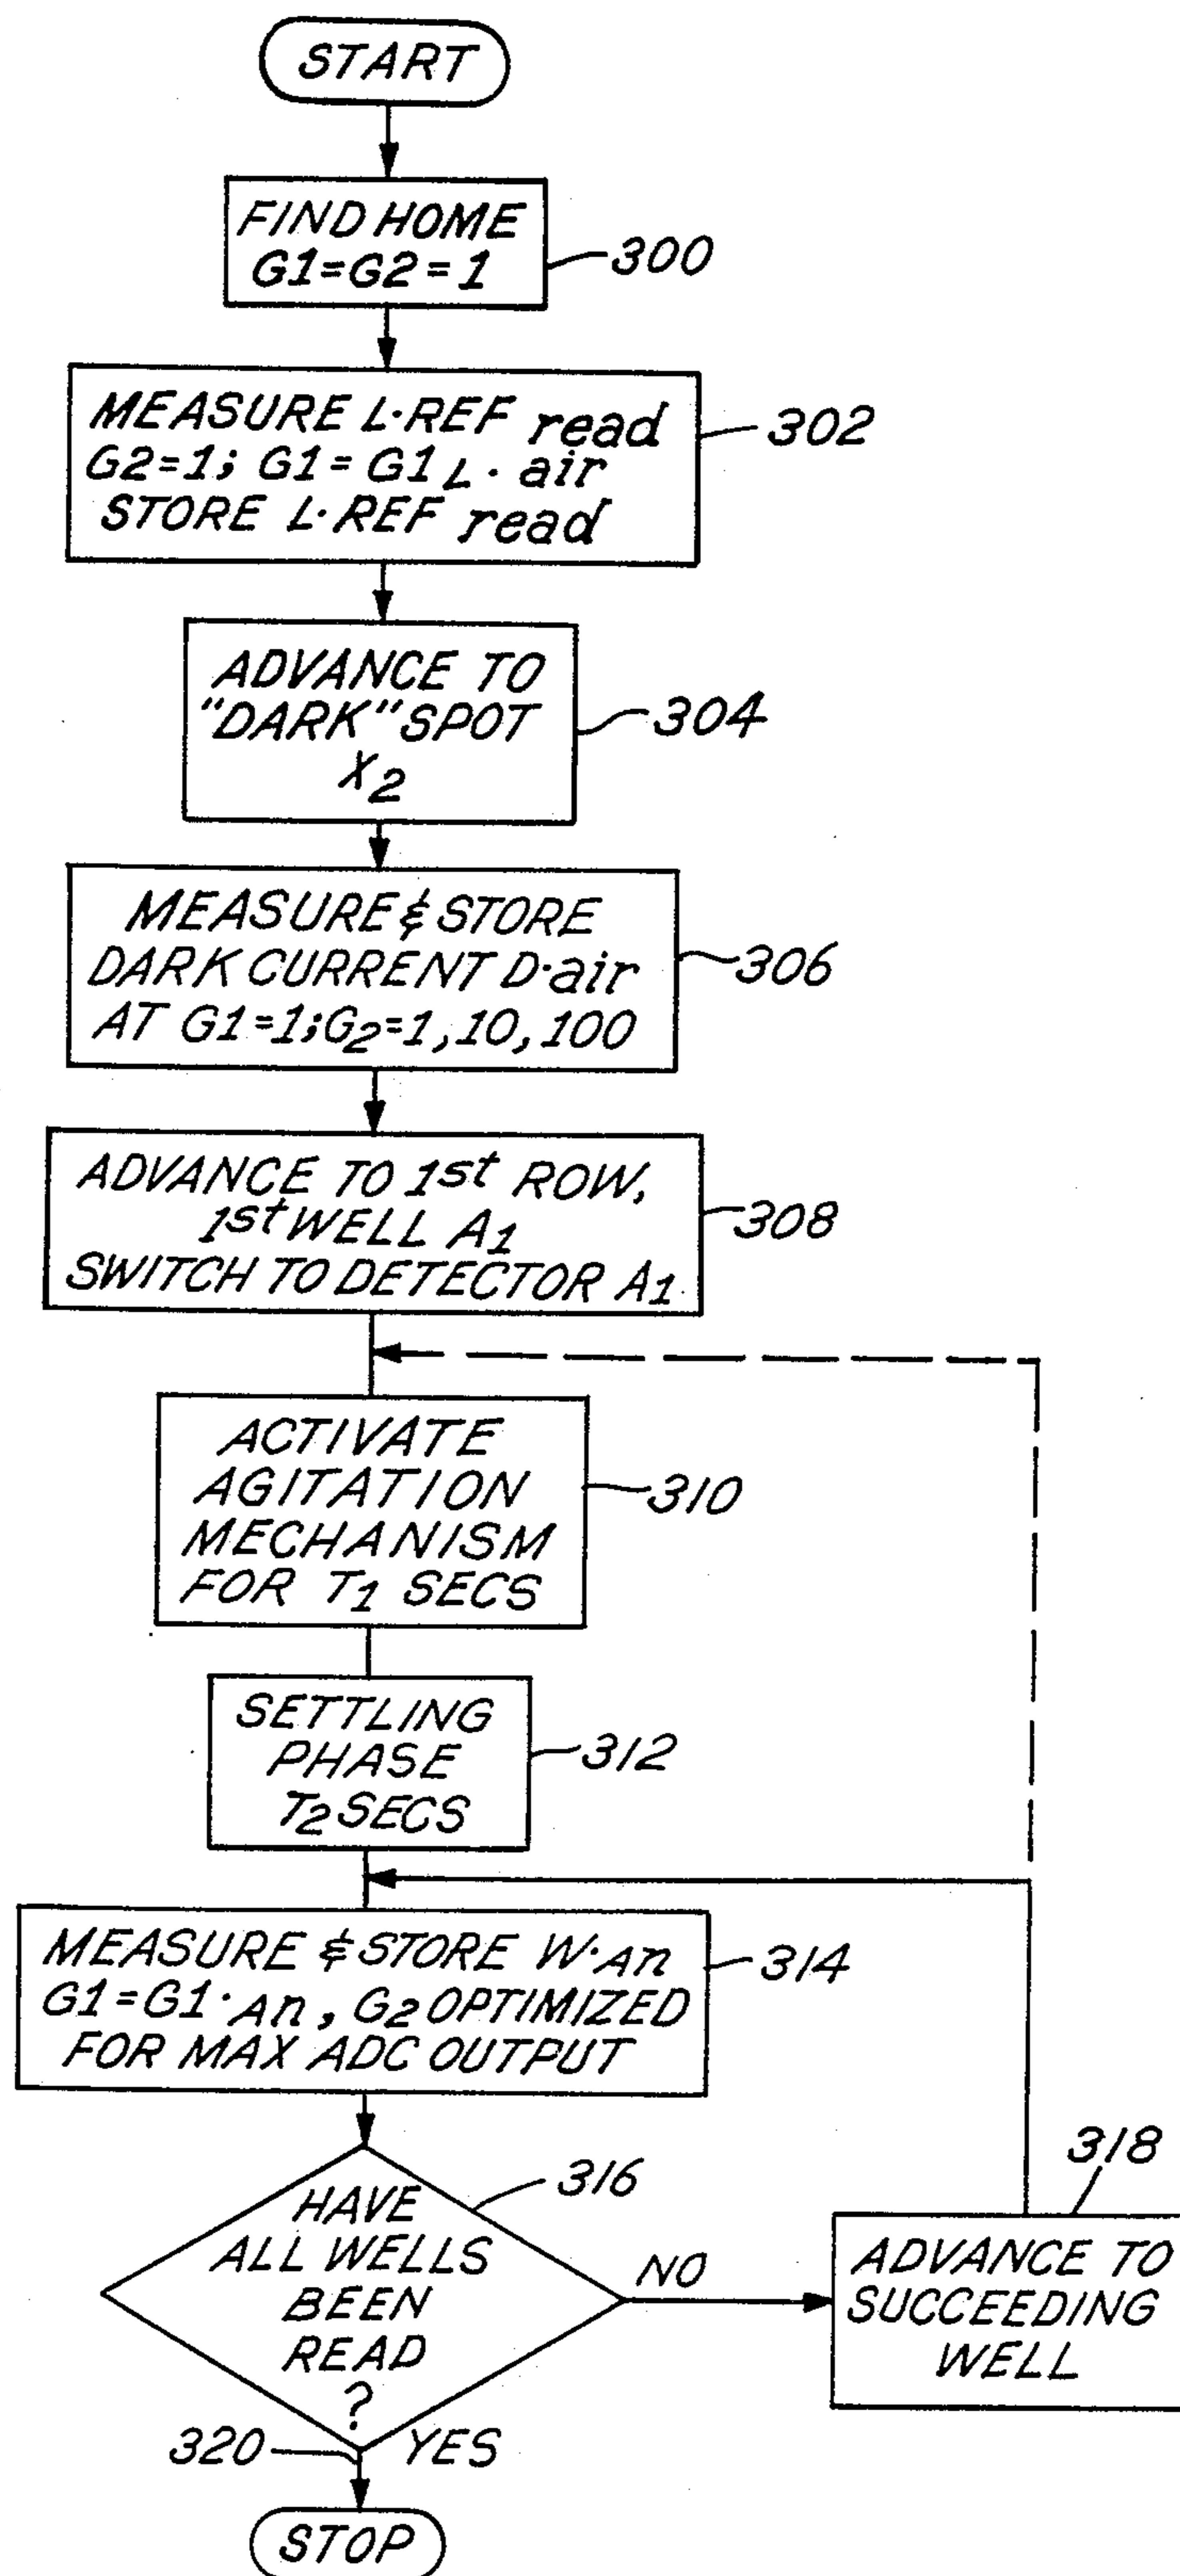 START
FIND HOME
G1=G2=1
300
MEASURE L·REF read
G2=1; G1=G1 L· air
STORE L·REF read
302
ADVANCE TO
"DARK" SPOT
X2
304
MEASURE & STORE
DARK CURRENT D·air
AT G1=1;G2=1,10,100
306
ADVANCE TO 1st ROW,
1st WELL A1
SWITCH TO DETECTOR A1
308
ACTIVATE
AGITATION
MECHANISM
FOR T1 SECS
310
SETTLING
PHASE
T2 SECS
312
MEASURE & STORE W·An
G1=G1·An, G2 OPTIMIZED
FOR MAX ADC OUTPUT
314
HAVE
ALL WELLS
BEEN
READ
?
316
NO
318
ADVANCE TO
SUCCEEDING
WELL
320
YES
STOP